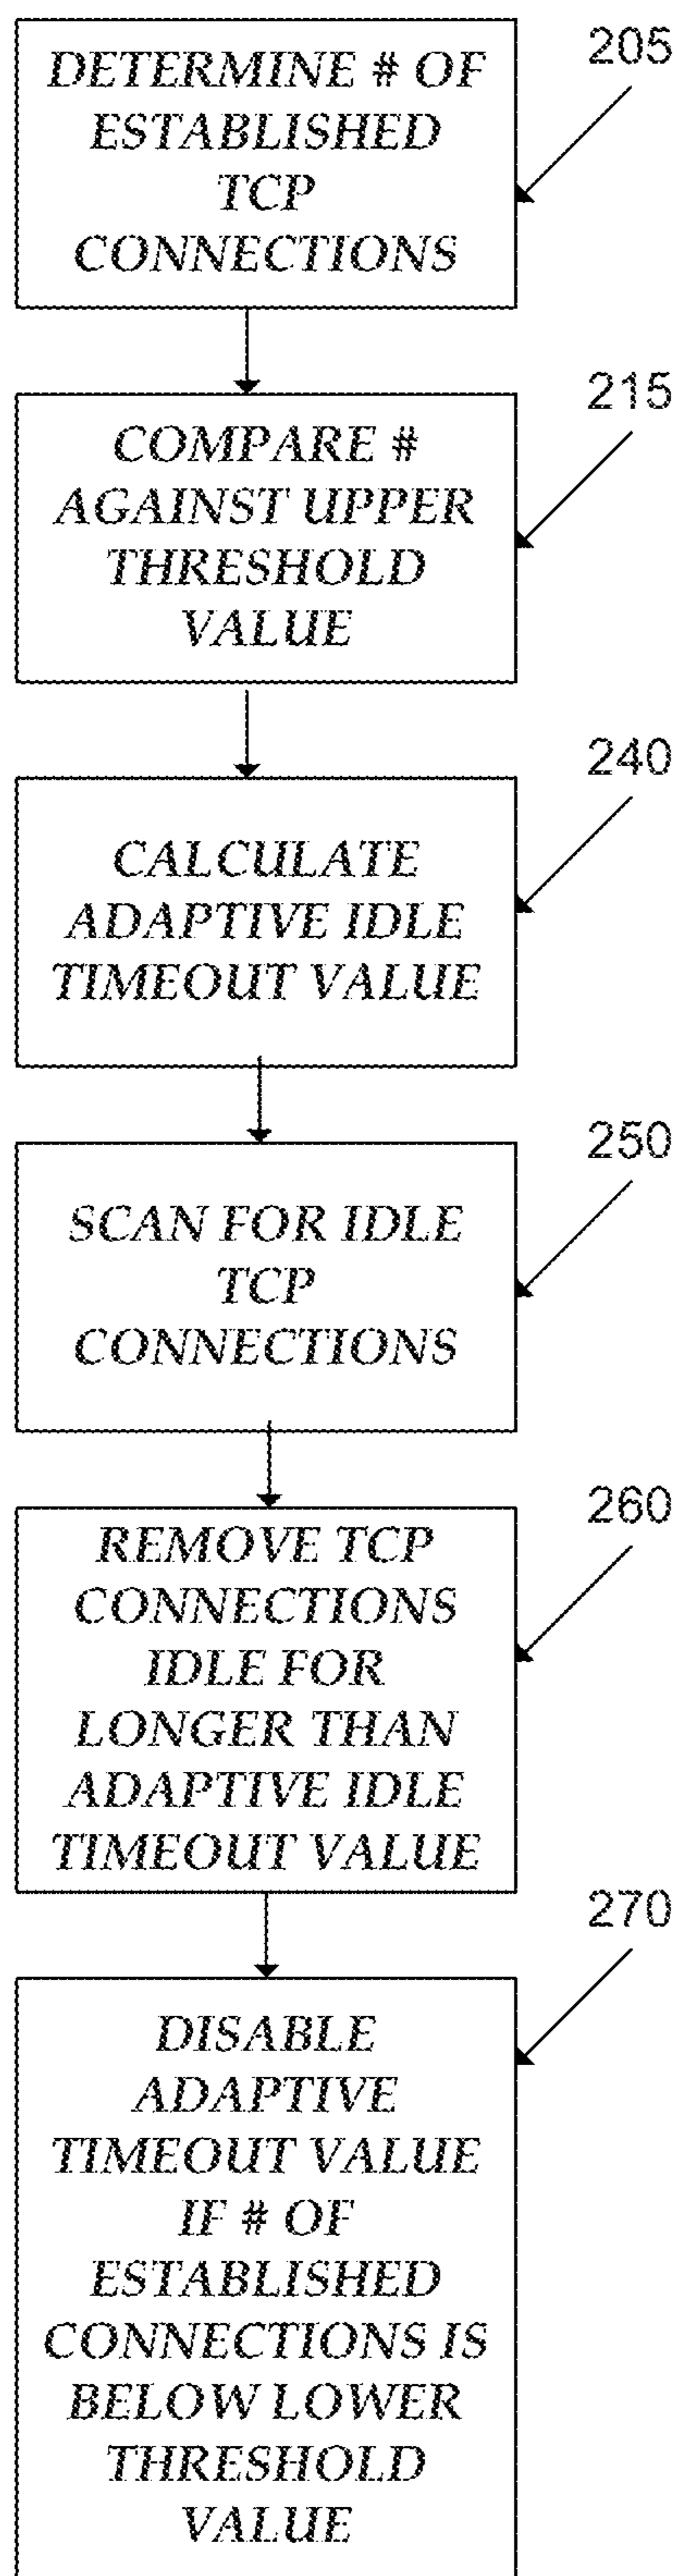 DETERMINE # OF
ESTABLISHED
TCP
CONNECTIONS
205
COMPARE #
AGAINST UPPER
THRESHOLD
VALUE
215
CALCULATE
ADAPTIVE IDLE
TIMEOUT VALUE
240
SCAN FOR IDLE
TCP
CONNECTIONS
250
REMOVE TCP
CONNECTIONS
IDLE FOR
LONGER THAN
ADAPTIVE IDLE
TIMEOUT VALUE
260
DISABLE
ADAPTIVE
TIMEOUT VALUE
IF # OF
ESTABLISHED
CONNECTIONS IS
BELOW LOWER
THRESHOLD
VALUE
270